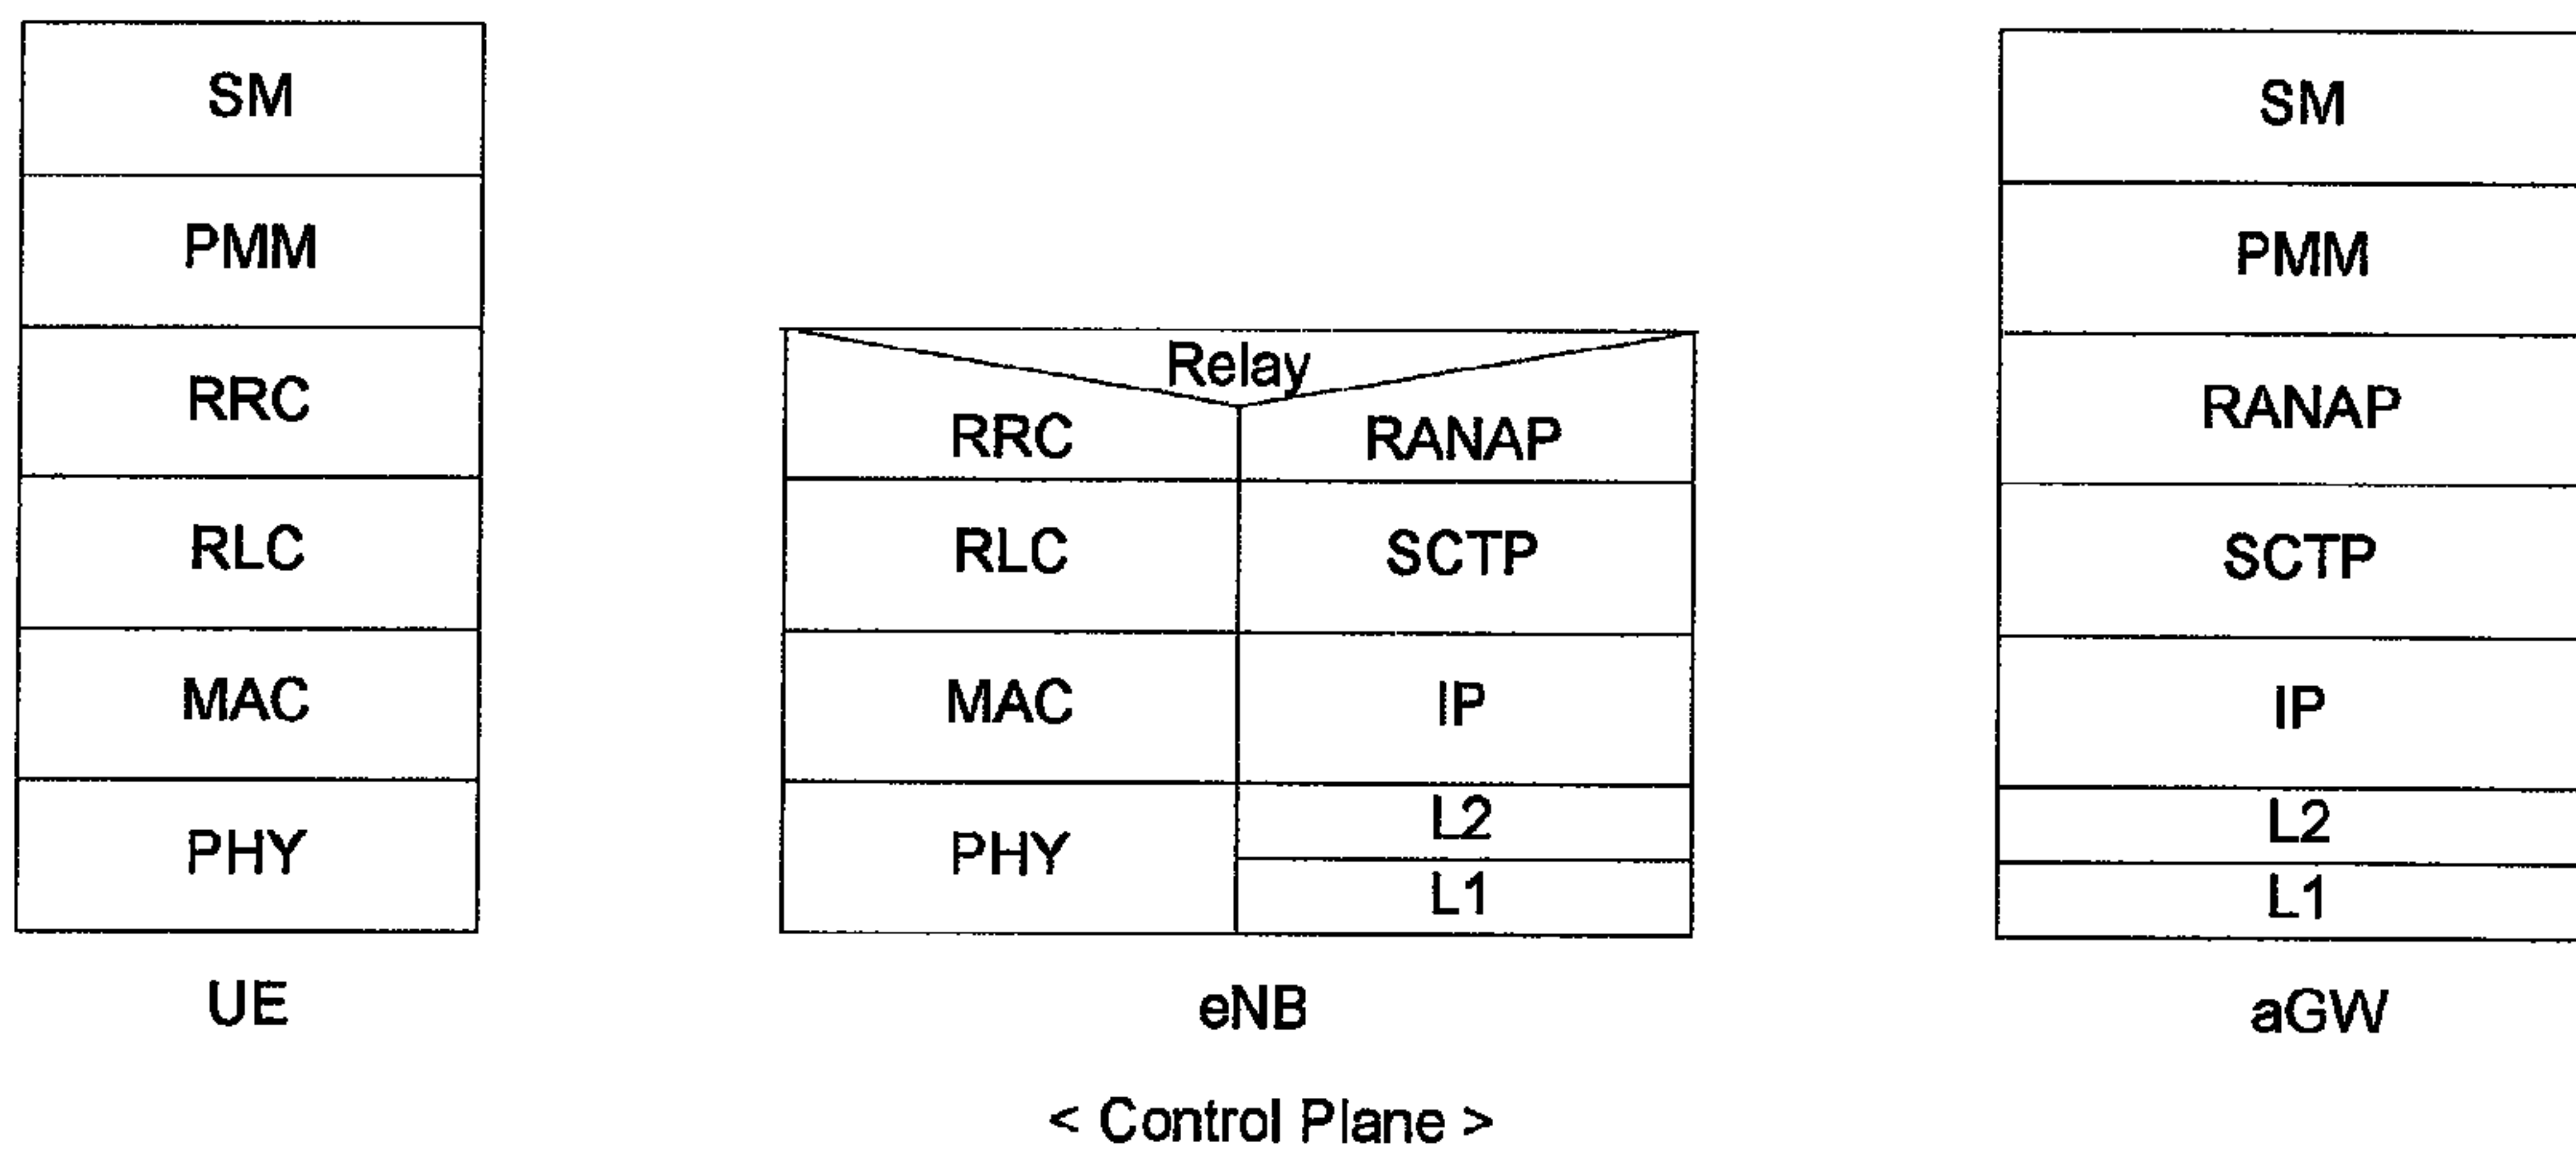 SM
PMM
RRC
RLC
MAC
PHY
UE
Relay
RRC RANAP
RLC SCTP
MAC IP
PHY L2
L1
eNB
SM
PMM
RANAP
SCTP
IP
L2
L1
aGW
< Control Plane >